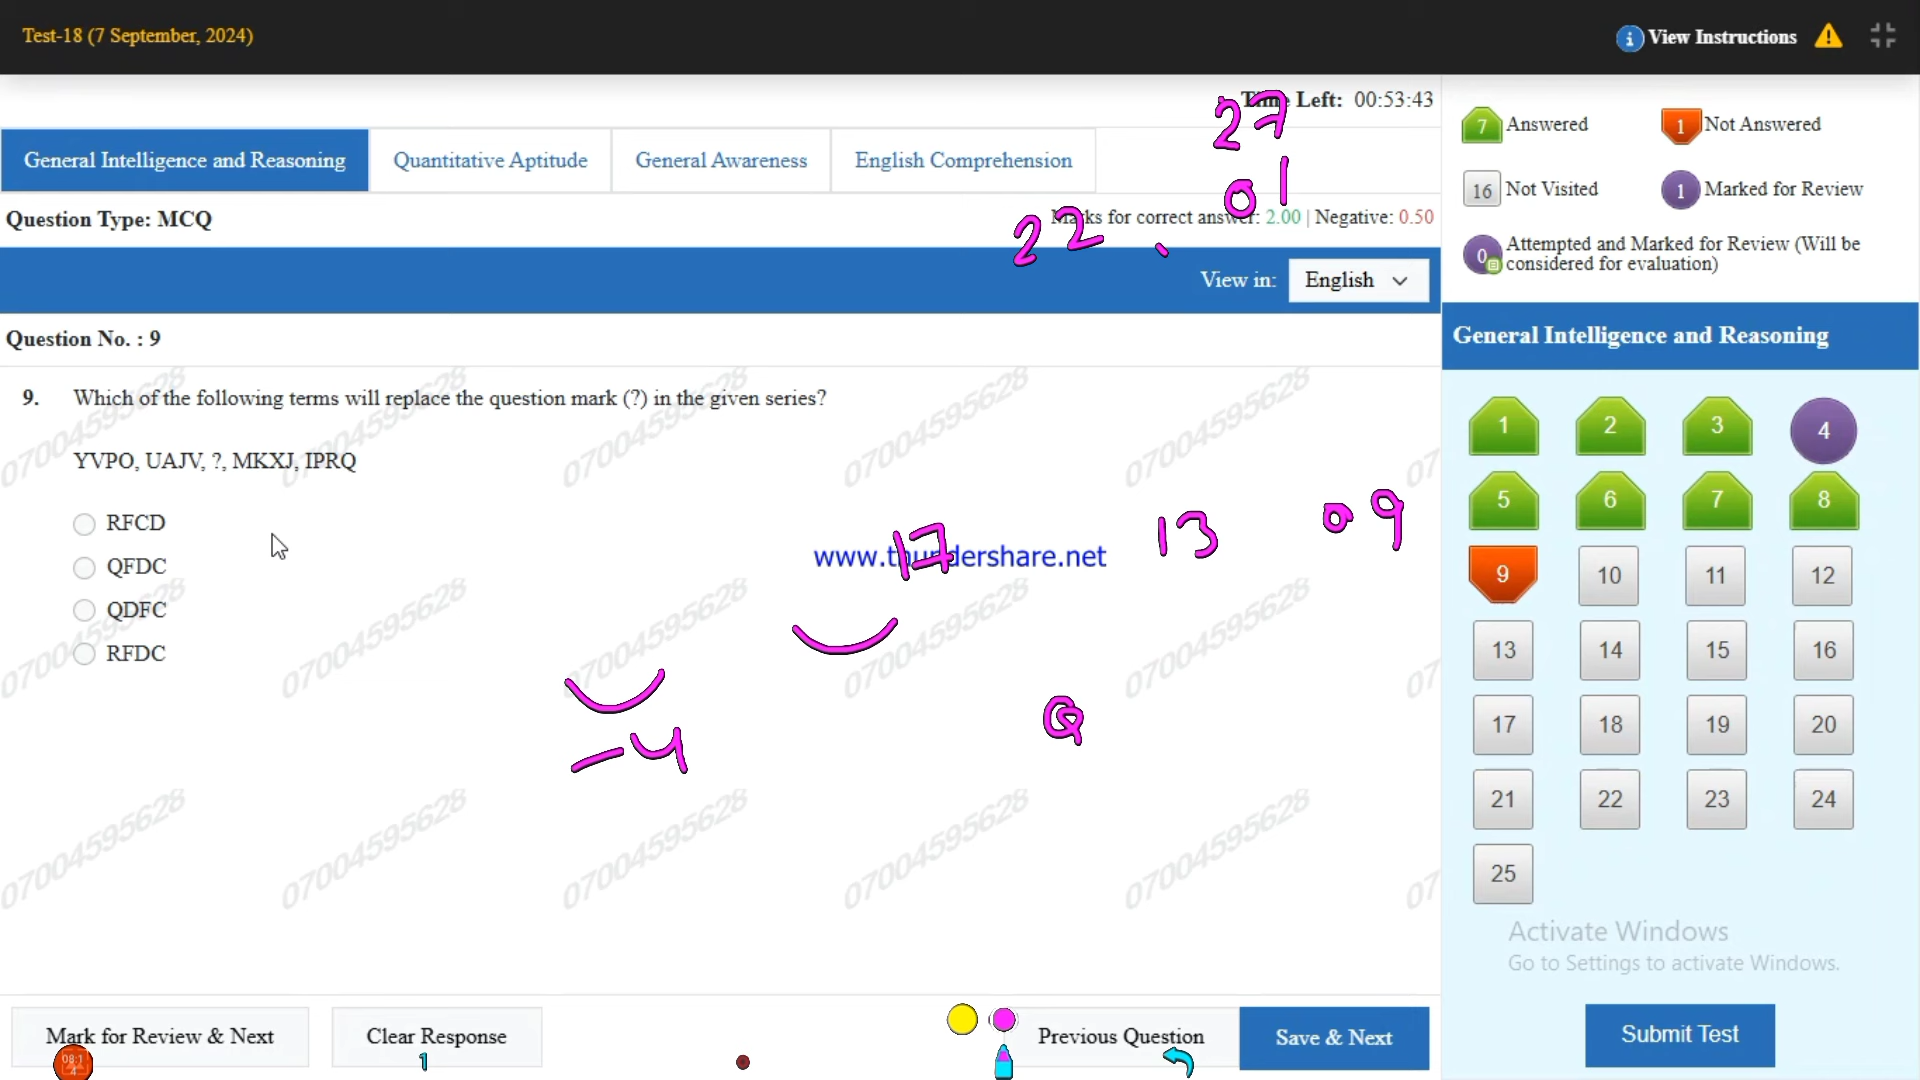 Test-18 (7 September, 2024)
View Instructions
Time Left: 00:53:43
27
General Intelligence and Reasoning
Quantitative Aptitude
General Awareness
English Comprehension
01
Question Type: MCQ
Marks for correct answer: 2.00 | Negative: 0.50
22
View in: English
Question No. : 9
9. Which of the following terms will replace the question mark (?) in the given series?
YVPO, UAJV, ?, MKXJ, IPRQ
RFCD
QFDC
QDFC
RFDC
www.thundershare.net
17
13
09
-4
Q
07004595628
Mark for Review & Next
Clear Response
Previous Question
Save & Next
7 Answered
1 Not Answered
16 Not Visited
1 Marked for Review
0 Attempted and Marked for Review (Will be
considered for evaluation)
General Intelligence and Reasoning
1 2 3 4
5 6 7 8
9 10 11 12
13 14 15 16
17 18 19 20
21 22 23 24
25
Activate Windows
Go to Settings to activate Windows.
Submit Test